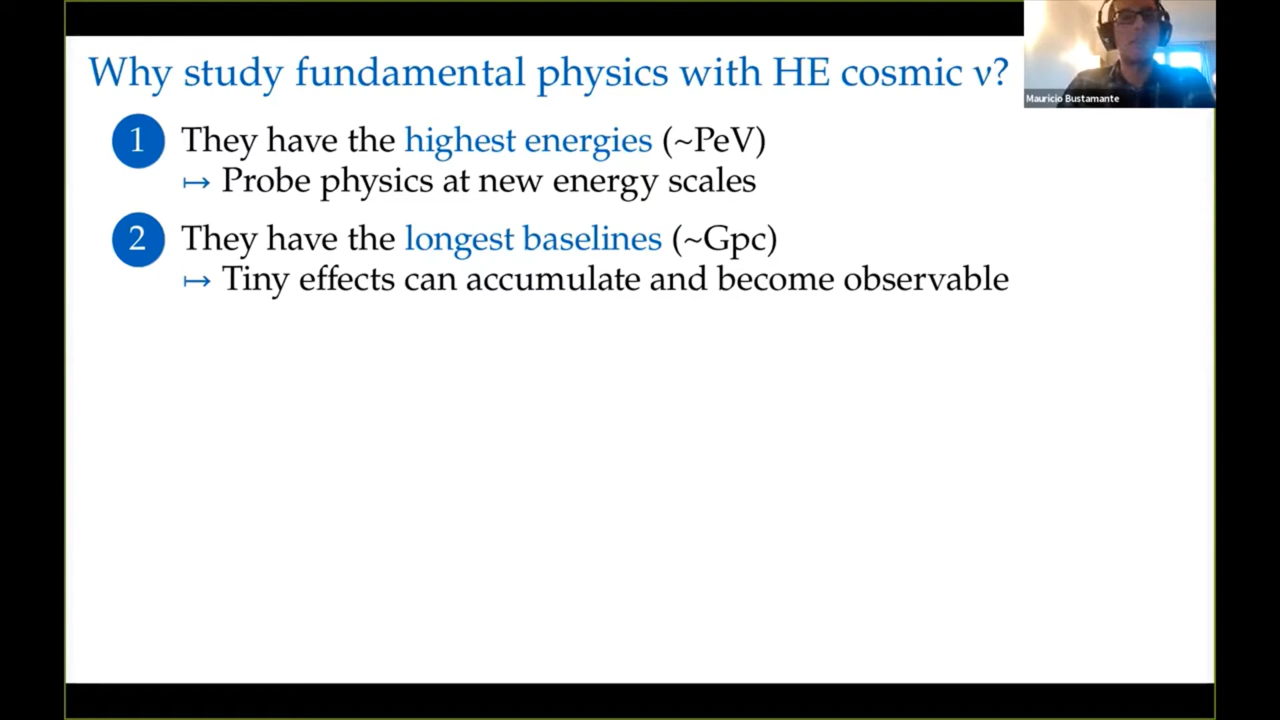 Why study fundamental physics with HE cosmic ν?
Mauricio Bustamante
1 They have the highest energies (~PeV)
↦ Probe physics at new energy scales
2 They have the longest baselines (~Gpc)
↦ Tiny effects can accumulate and become observable